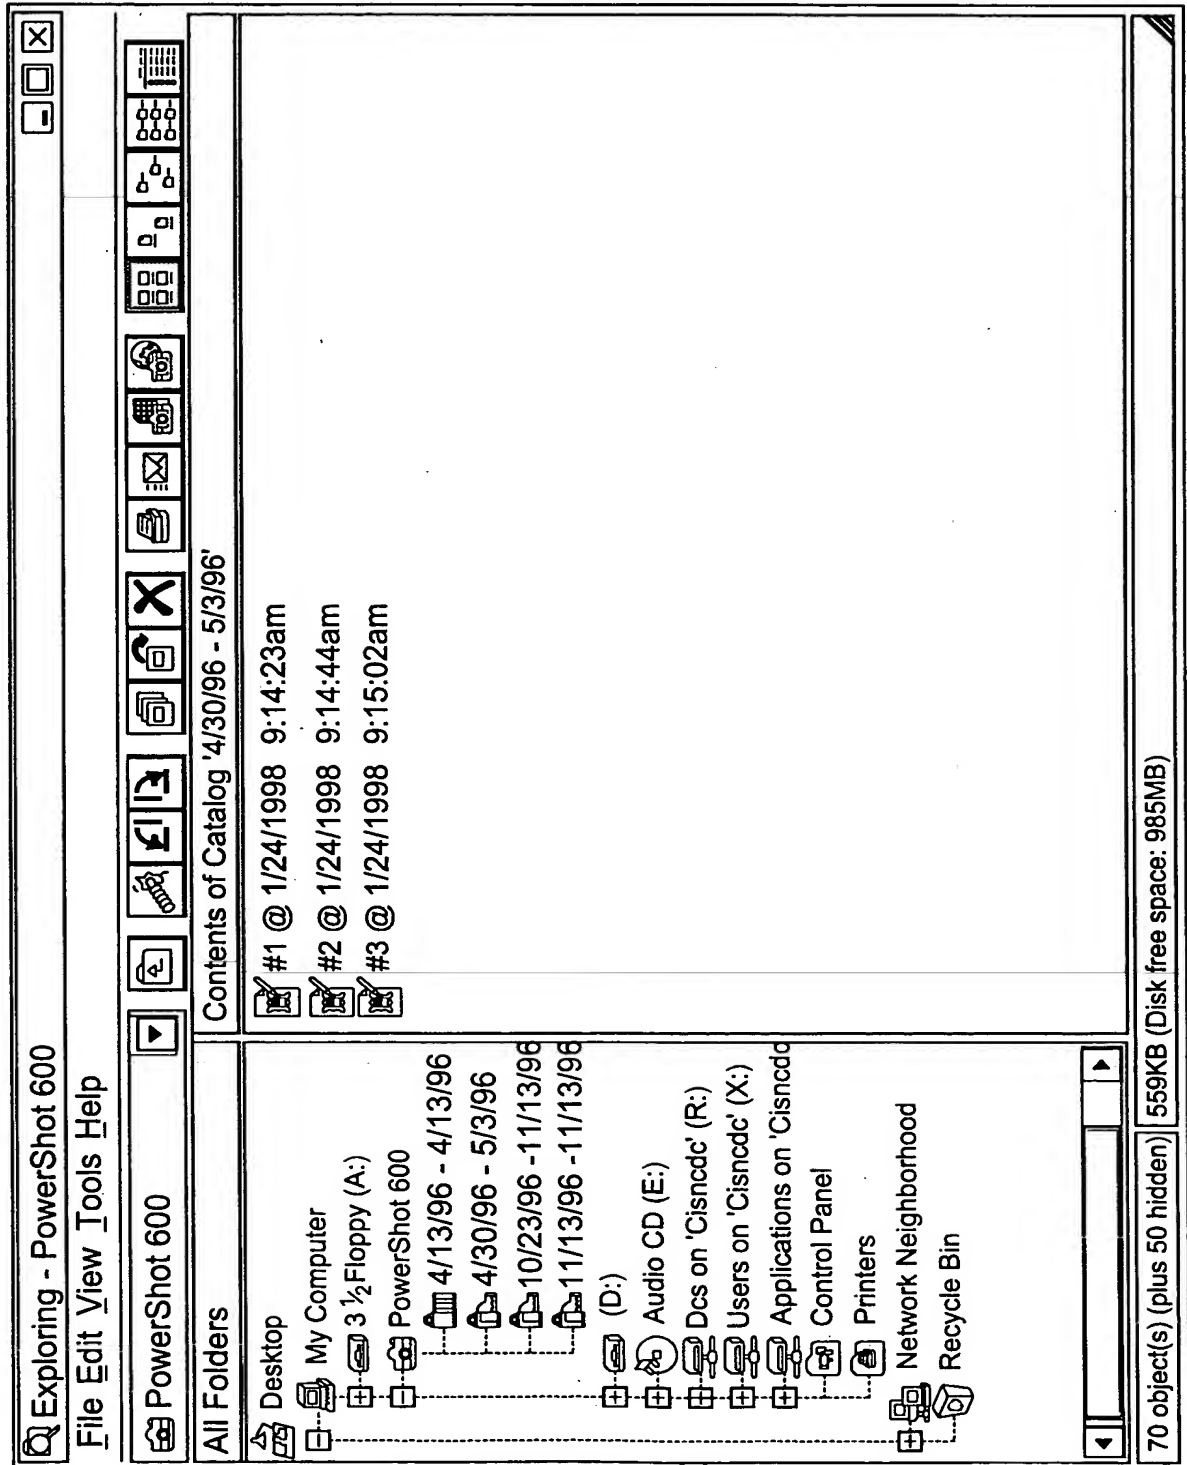 Exploring - PowerShot 600
File Edit View Tools Help
PowerShot 600
All Folders
Contents of Catalog '4/30/96 - 5/3/96'
Desktop
My Computer
3 ½ Floppy (A:)
PowerShot 600
4/13/96 - 4/13/96
4/30/96 - 5/3/96
10/23/96 -11/13/96
11/13/96 -11/13/96
(D:)
Audio CD (E:)
Dcs on 'Cisncdc' (R:)
Users on 'Cisncdc' (X:)
Applications on 'Cisncdc
Control Panel
Printers
Network Neighborhood
Recycle Bin
#1 @ 1/24/1998 9:14:23am
#2 @ 1/24/1998 9:14:44am
#3 @ 1/24/1998 9:15:02am
70 object(s) (plus 50 hidden)
559KB (Disk free space: 985MB)